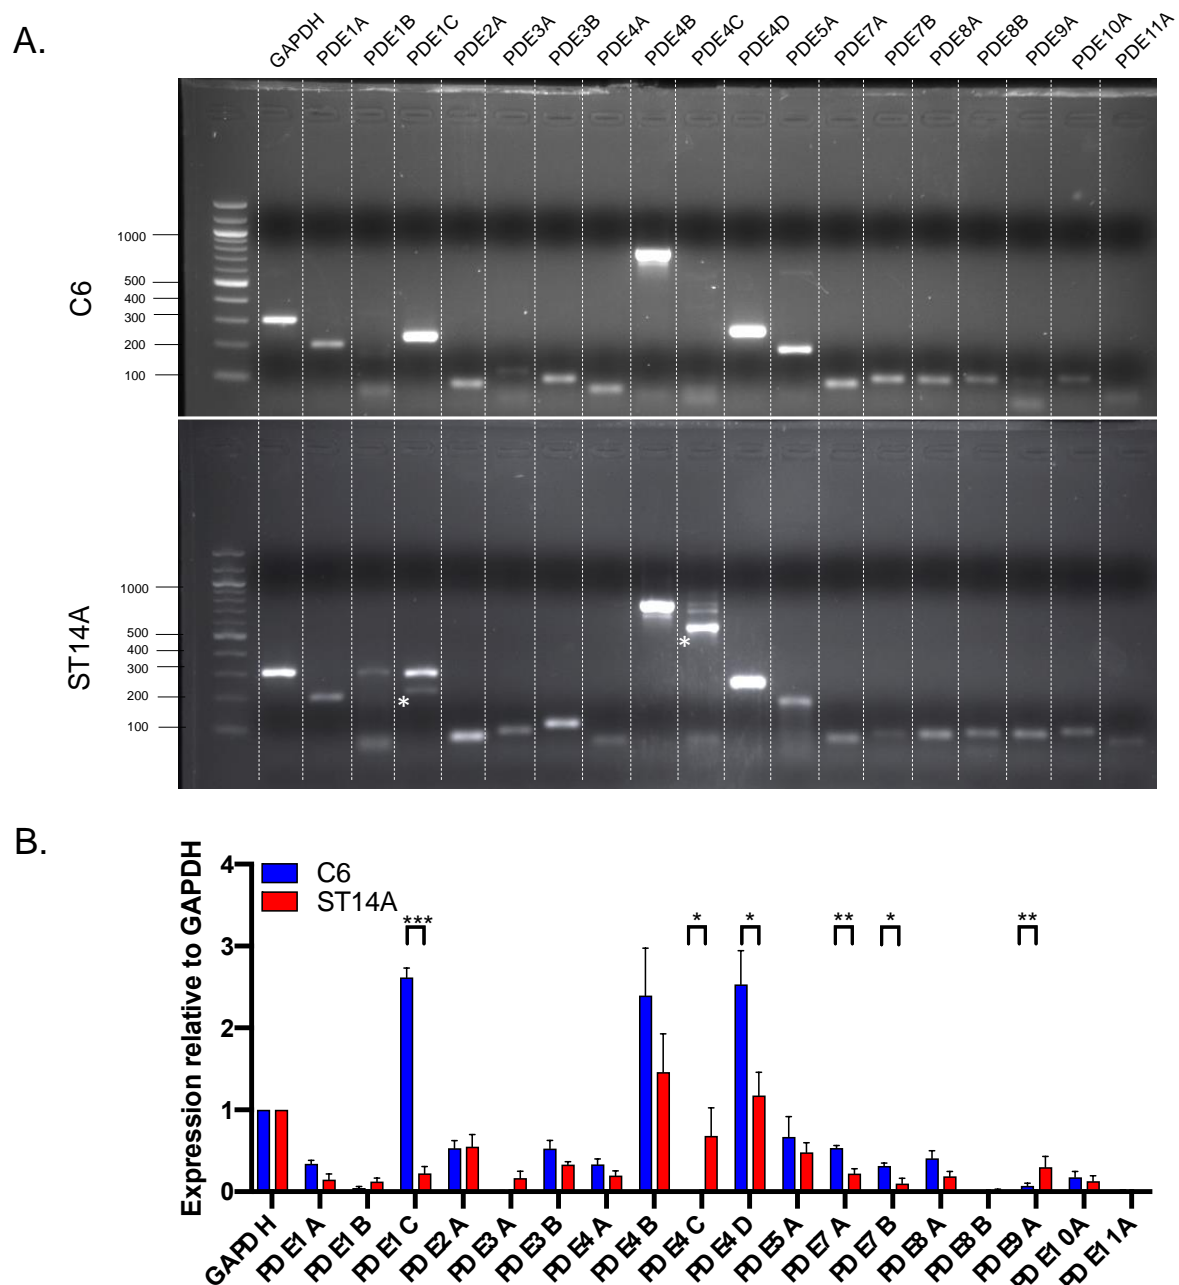 A.
GAPDH PDE1A PDE1B PDE1C PDE2A PDE3A PDE3B PDE4A PDE4B PDE4C PDE4D PDE5A PDE7A PDE7B PDE8A PDE8B PDE9A PDE10A PDE11A
C6
1000
500
400
300
200
100
ST14A
1000
500
400
300
200
100
*
*
B.
Expression relative to GAPDH
4
3
2
1
0
C6
ST14A
*** * * ** * **
GAPDH PDE1A PDE1B PDE1C PDE2A PDE3A PDE3B PDE4A PDE4B PDE4C PDE4D PDE5A PDE7A PDE7B PDE8A PDE8B PDE9A PDE10A PDE11A